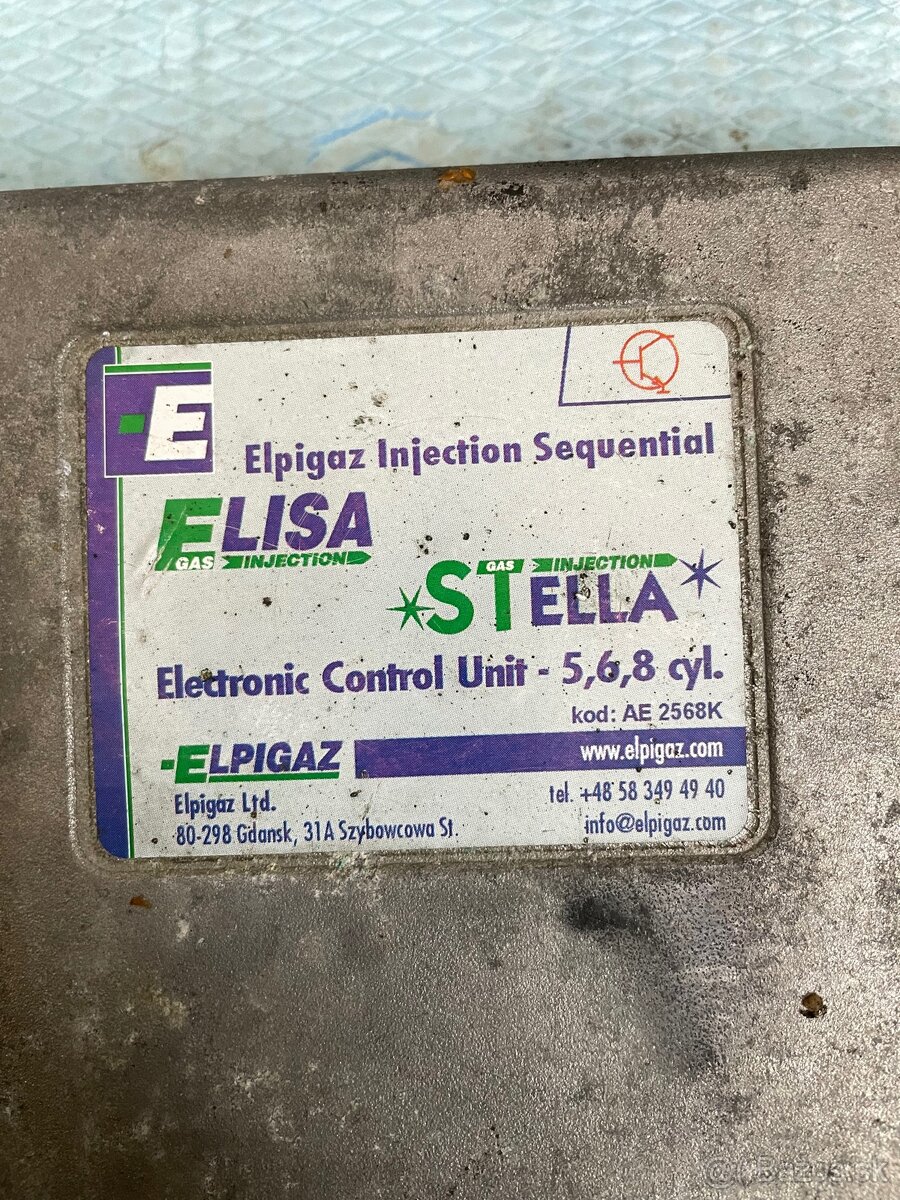 -E
Elpigaz Injection Sequential
ELISA
GAS INJECTION
GAS INJECTION
STELLA
Electronic Control Unit - 5,6,8 cyl.
kod: AE 2568K
-ELPIGAZ
www.elpigaz.com
Elpigaz Ltd.
tel. +48 58 349 49 40
80-298 Gdansk, 31A Szybowcowa St.
info@elpigaz.com
Bazos.sk